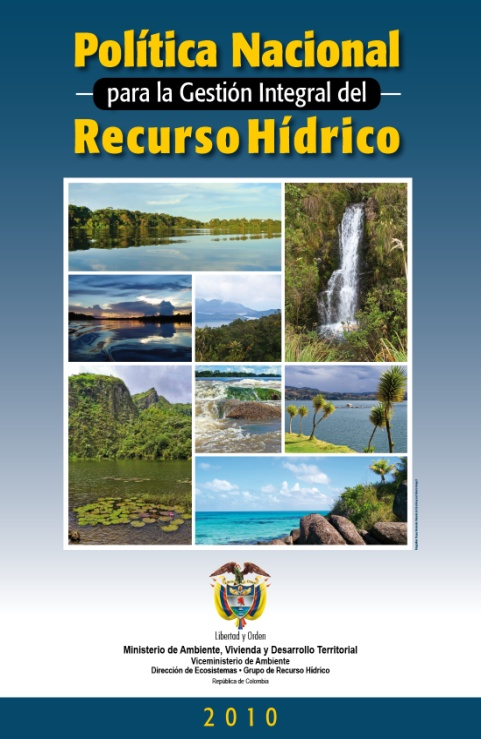 Política Nacional
para la Gestión Integral del
Recurso Hídrico
Libertad y Orden
Ministerio de Ambiente, Vivienda y Desarrollo Territorial
Viceministerio de Ambiente
Dirección de Ecosistemas • Grupo de Recurso Hídrico
República de Colombia
2010